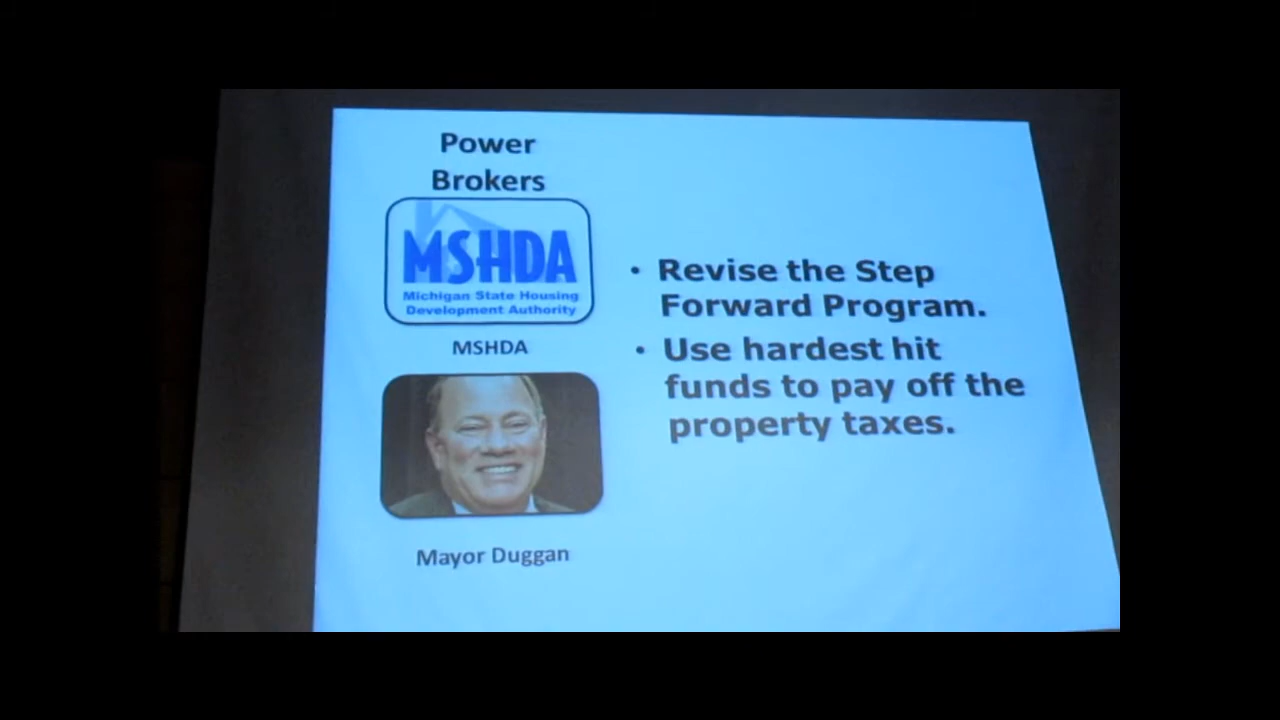 Power
Brokers
MSHDA
Michigan State Housing
Development Authority
MSHDA
Mayor Duggan
• Revise the Step
Forward Program.
• Use hardest hit
funds to pay off the
property taxes.